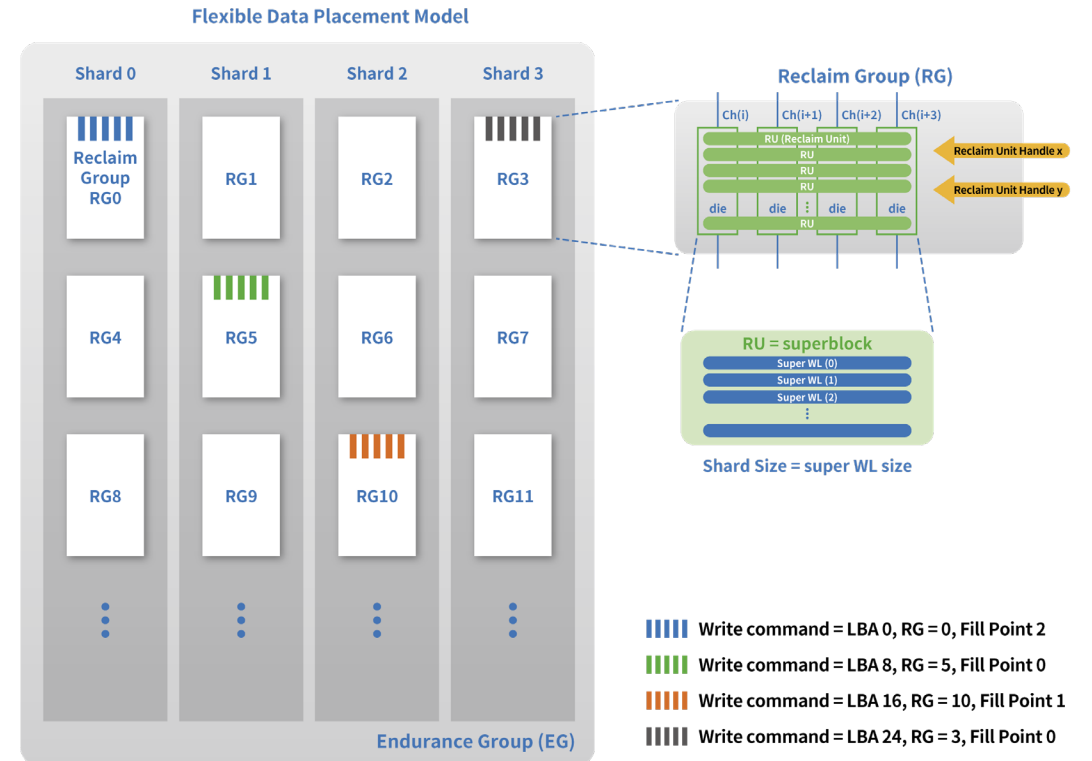 Flexible Data Placement Model
Shard 0
Shard 1
Shard 2
Shard 3
Reclaim
Group
RG0
RG1
RG2
RG3
RG4
RG5
RG6
RG7
RG8
RG9
RG10
RG11
Endurance Group (EG)
Reclaim Group (RG)
Ch(i)
Ch(i+1)
Ch(i+2)
Ch(i+3)
RU (Reclaim Unit)
RU
RU
RU
die
die
die
die
RU
Reclaim Unit Handle x
Reclaim Unit Handle y
RU = superblock
Super WL (0)
Super WL (1)
Super WL (2)
Shard Size = super WL size
Write command = LBA 0, RG = 0, Fill Point 2
Write command = LBA 8, RG = 5, Fill Point 0
Write command = LBA 16, RG = 10, Fill Point 1
Write command = LBA 24, RG = 3, Fill Point 0